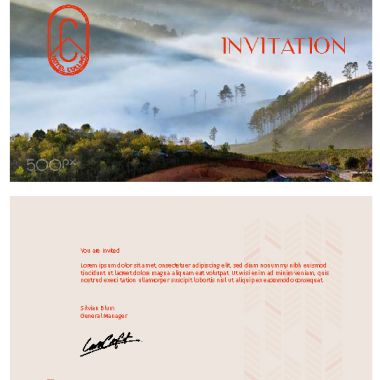 INVITATION
500px
You are invited
Lorem ipsum dolor sit amet, onsectetuer adipiscing elit, sed diam nonummy nibh euismod
tincidunt ut laoreet dolore magna aliquam erat volutpat. Ut wisi enim ad minim veniam, quis
nostrud exerci tation ullamcorper suscipit lobortis nisl ut aliquip ex ea commodo consequat.
Silvian Blum
General Manager